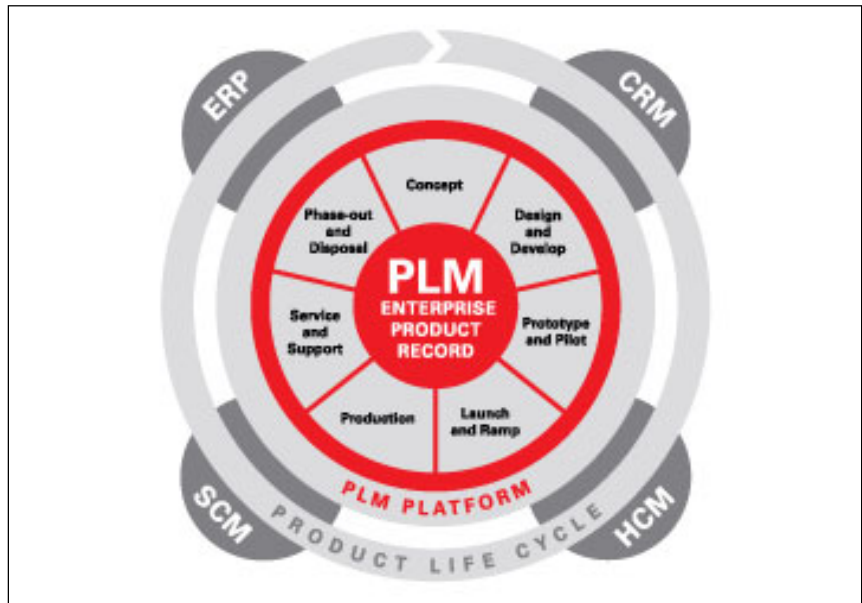 ERP
CRM
Concept
Design
and
Develop
Prototype
and Pilot
Launch
and Ramp
Production
Service
and
Support
Phase-out
and
Disposal
PLM
ENTERPRISE
PRODUCT
RECORD
PLM PLATFORM
PRODUCT LIFE CYCLE
SCM
HCM